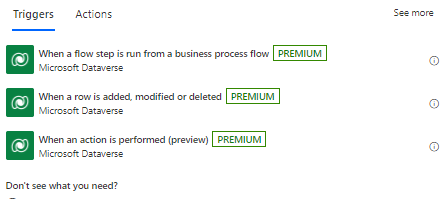 Triggers Actions See more
When a flow step is run from a business process flow PREMIUM
Microsoft Dataverse
When a row is added, modified or deleted PREMIUM
Microsoft Dataverse
When an action is performed (preview) PREMIUM
Microsoft Dataverse
Don't see what you need?